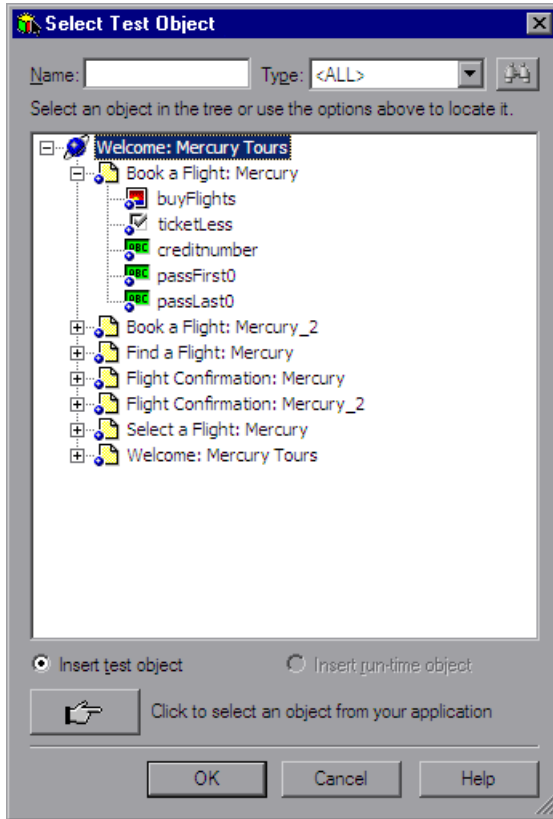 Select Test Object
Name: Type: <ALL>
Select an object in the tree or use the options above to locate it.
Welcome: Mercury Tours
Book a Flight: Mercury
buyFlights
ticketLess
ABC creditnumber
ABC passFirst0
ABC passLast0
Book a Flight: Mercury_2
Find a Flight: Mercury
Flight Confirmation: Mercury
Flight Confirmation: Mercury_2
Select a Flight: Mercury
Welcome: Mercury Tours
Insert test object Insert run-time object
Click to select an object from your application
OK Cancel Help